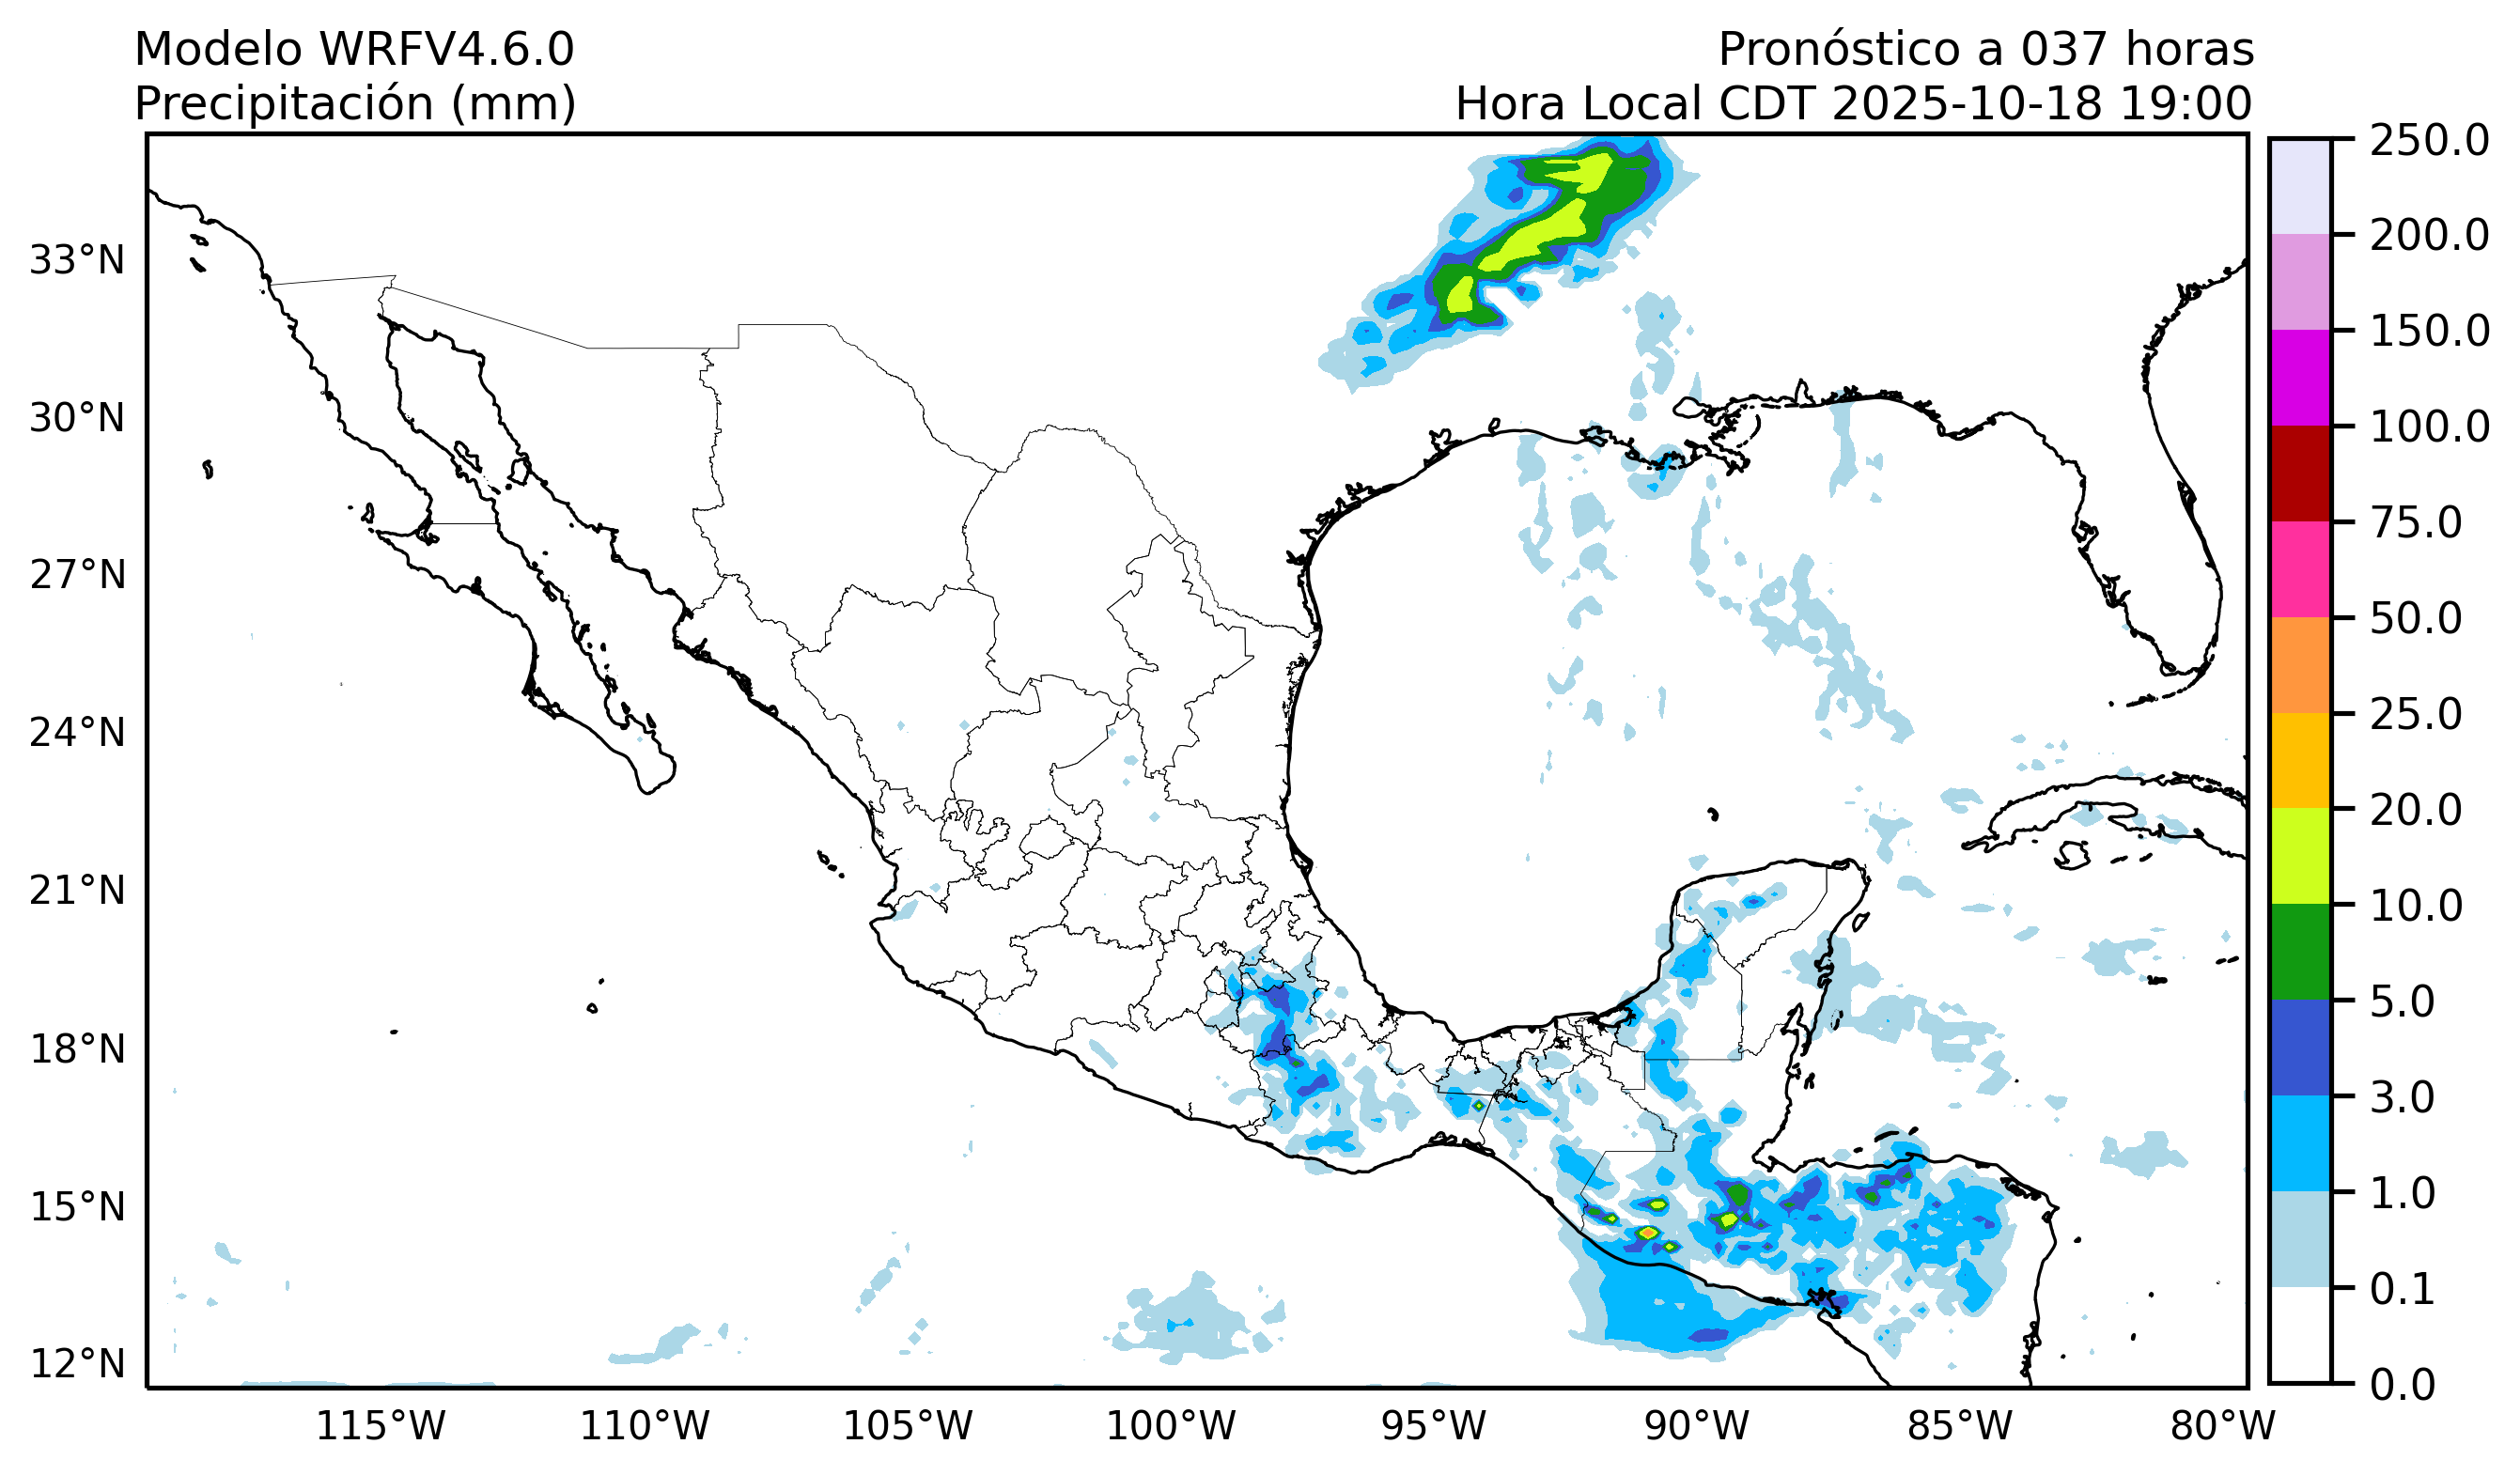 Modelo WRFV4.6.0
Precipitación (mm)
Pronóstico a 037 horas
Hora Local CDT 2025-10-18 19:00
33°N
30°N
27°N
24°N
21°N
18°N
15°N
12°N
115°W
110°W
105°W
100°W
95°W
90°W
85°W
80°W
250.0
200.0
150.0
100.0
75.0
50.0
25.0
20.0
10.0
5.0
3.0
1.0
0.1
0.0